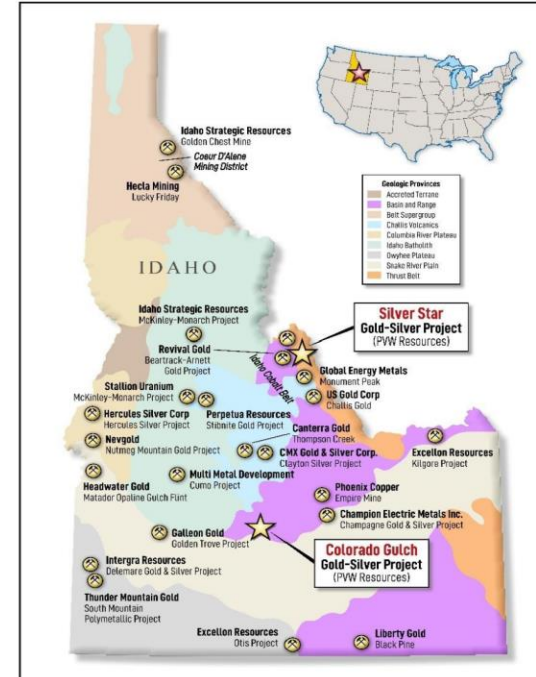 Idaho Strategic Resources
Golden Chest Mine
Coeur D'Alene
Mining District
Hecla Mining
Lucky Friday
Geologic Provinces
Accreted Terrane
Basin and Range
Belt Supergroup
Challis Volcanics
Columbia River Plateau
Idaho Batholith
Owyhee Plateau
Snake River Plain
Thrust Belt
IDAHO
Idaho Strategic Resources
McKinley-Monarch Project
Revival Gold
Beartrack-Arnett
Gold Project
Idaho Cobalt Belt
Silver Star
Gold-Silver Project
(PVW Resources)
Global Energy Metals
Monument Peak
US Gold Corp
Challis Gold
Stallion Uranium
McKinley-Monarch Project
Perpetua Resources
Stibnite Gold Project
Hercules Silver Corp
Hercules Silver Project
Canterra Gold
Thompson Creek
Nevgold
Nutmeg Mountain Gold Project
CMX Gold & Silver Corp.
Clayton Silver Project
Excellon Resources
Kilgore Project
Headwater Gold
Matador Opaline Gulch Flint
Multi Metal Development
Cumo Project
Phoenix Copper
Empire Mine
Champion Electric Metals Inc.
Champagne Gold & Silver Project
Galleon Gold
Golden Trove Project
Colorado Gulch
Gold-Silver Project
(PVW Resources)
Intergra Resources
Delemare Gold & Silver Project
Thunder Mountain Gold
South Mountain
Polymetallic Project
Excellon Resources
Otis Project
Liberty Gold
Black Pine